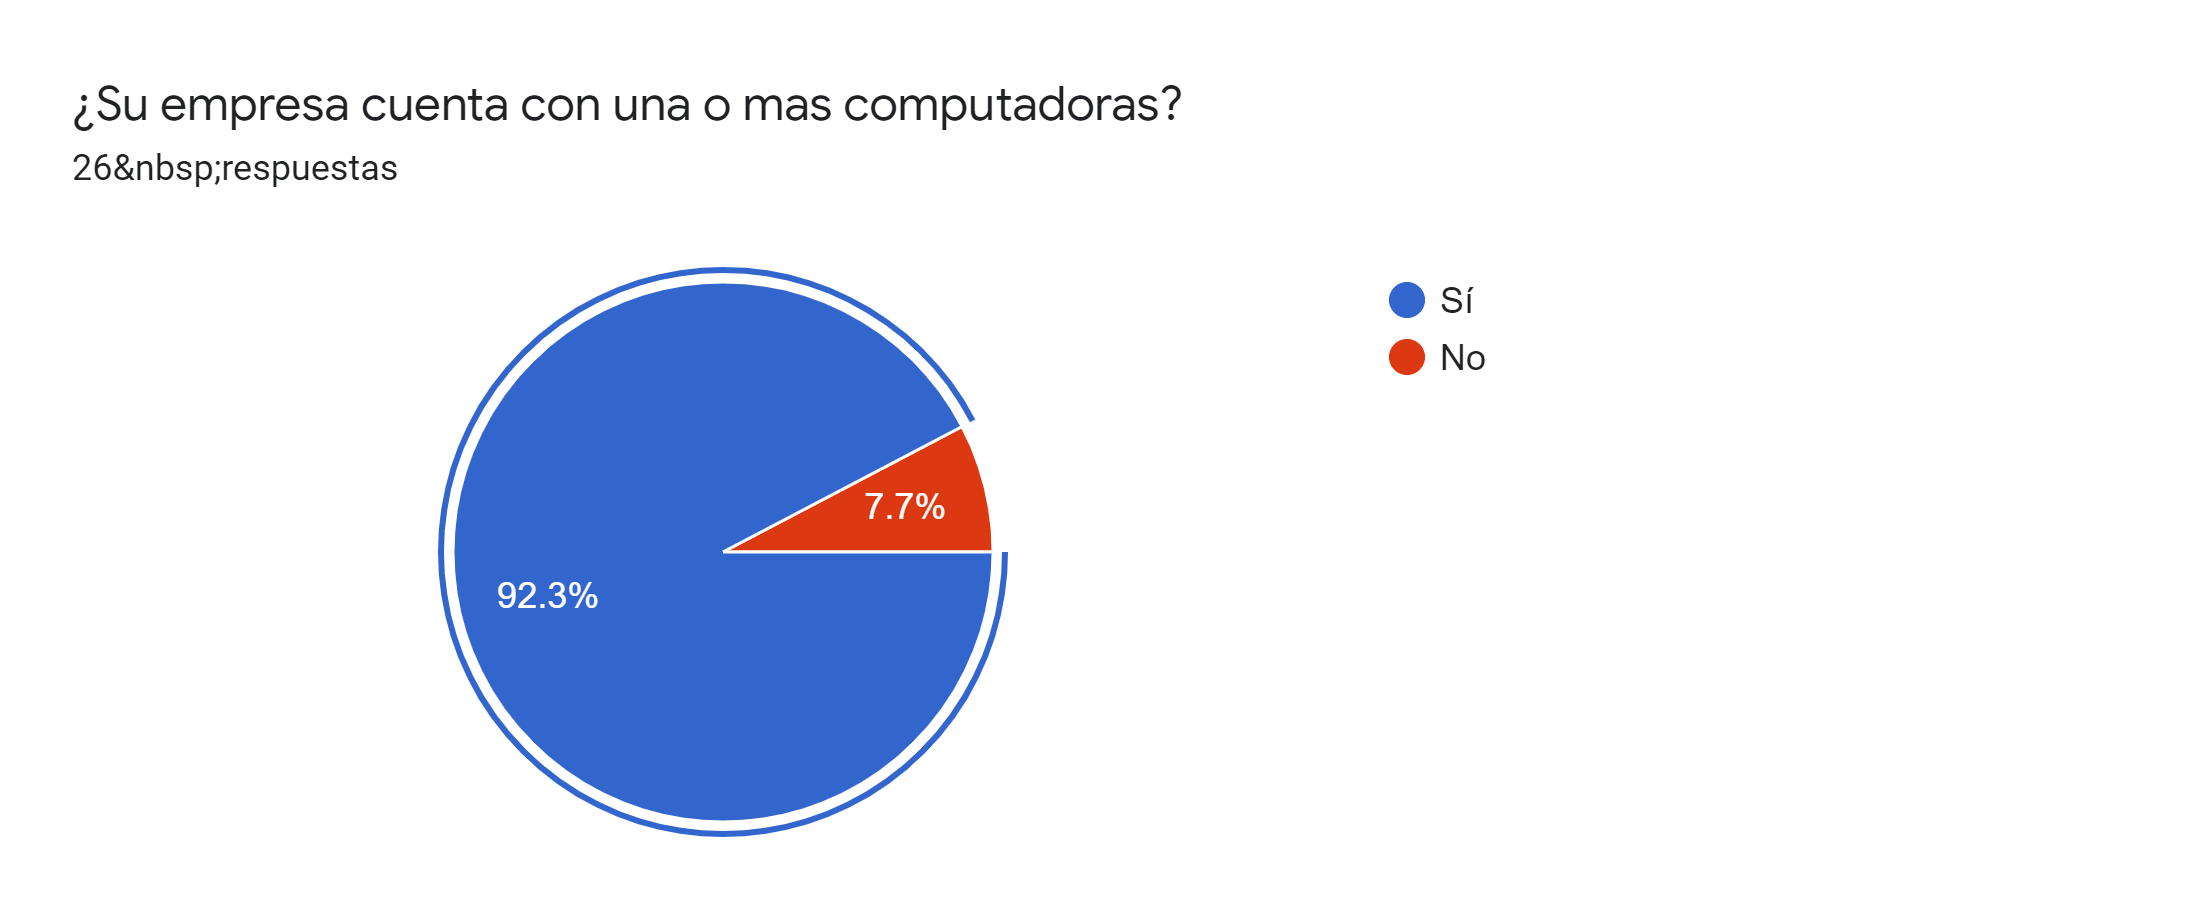 ¿Su empresa cuenta con una o mas computadoras?
26&nbsp;respuestas
Sí
No
7.7%
92.3%